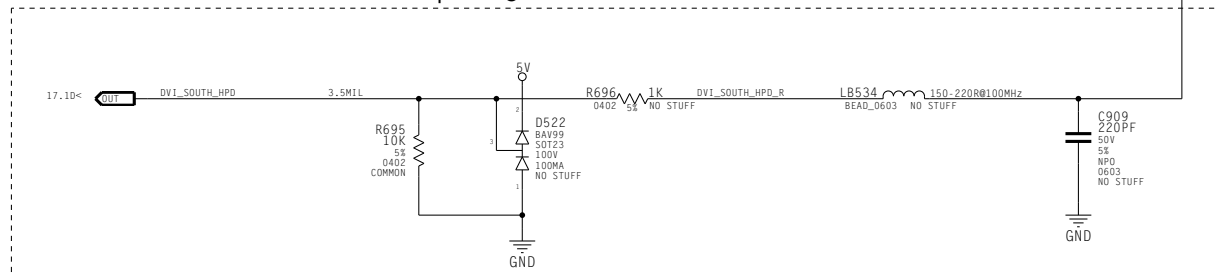 5V
17.1D<
OUT
DVI_SOUTH_HPD
3.5MIL
R696
1K
0402
5%
NO STUFF
DVI_SOUTH_HPD_R
LB534
150-220R@100MHz
BEAD_0603
NO STUFF
R695
10K
5%
0402
COMMON
2
3
1
D522
BAV99
SOT23
100V
100MA
NO STUFF
C909
220PF
50V
5%
NPO
0603
NO STUFF
GND
GND